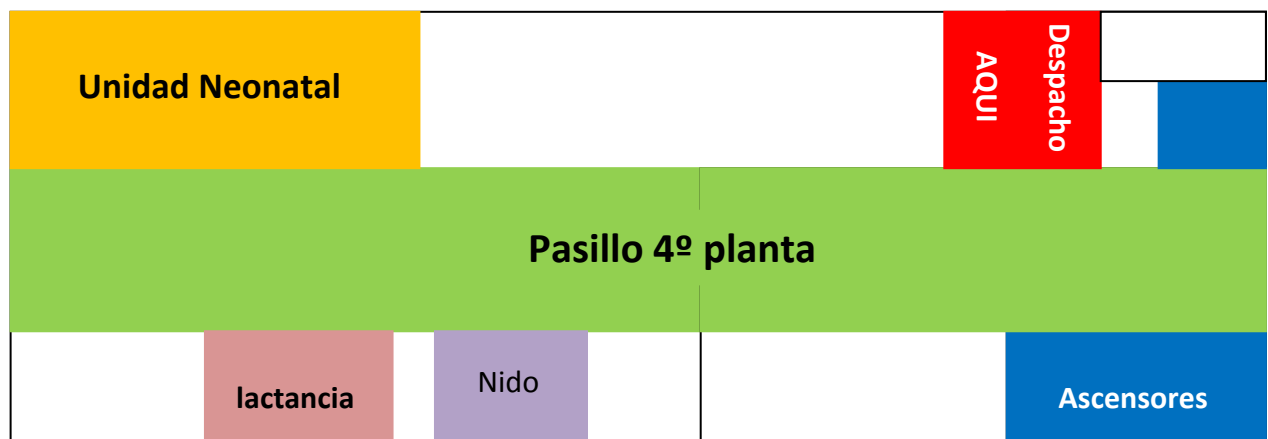 Unidad Neonatal
AQUI
Despacho
Pasillo 4º planta
lactancia
Nido
Ascensores